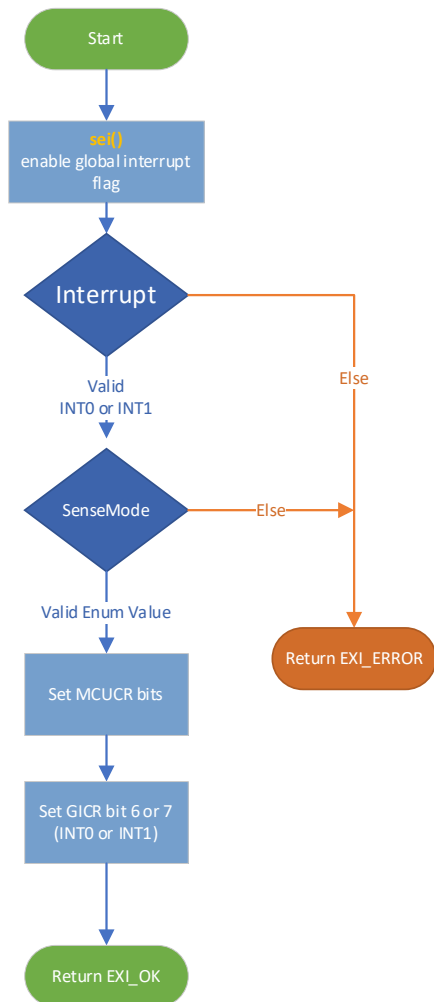 Start
sei()
enable global interrupt
flag
Interrupt
Else
Valid
INT0 or INT1
SenseMode
Else
Valid Enum Value
Return EXI_ERROR
Set MCUCR bits
Set GICR bit 6 or 7
(INT0 or INT1)
Return EXI_OK